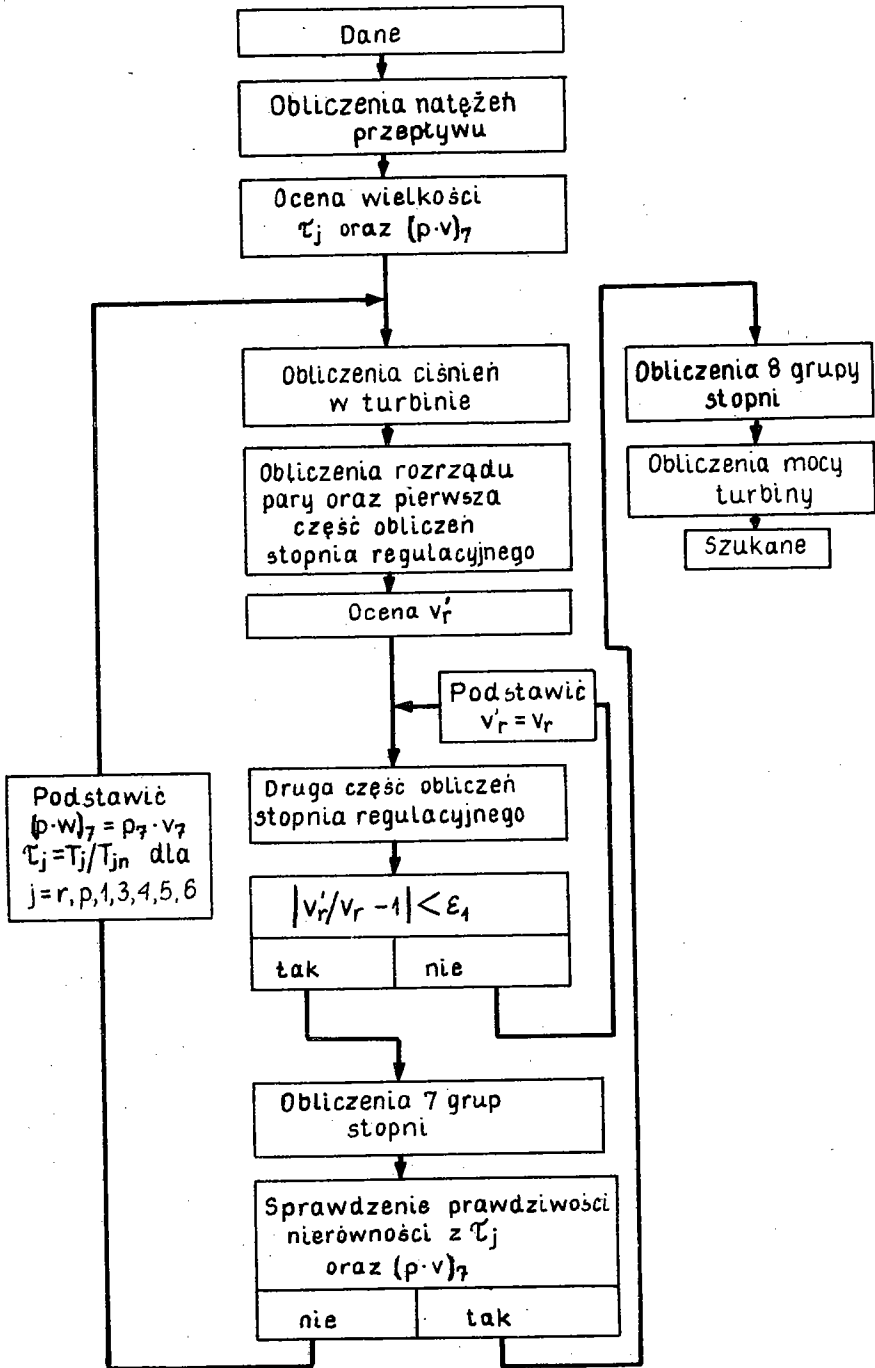 Dane
Obliczenia natężeń
przepływu
Ocena wielkości
τj oraz (p·v)₇
Obliczenia ciśnień
w turbinie
Obliczenia rozrządu
pary oraz pierwsza
część obliczeń
stopnia regulacyjnego
Ocena v'r
Podstawić
v'r = vr
Druga część obliczeń
stopnia regulacyjnego
|v'r/vr -1| < ε₁
tak
nie
Obliczenia 7 grup
stopni
Sprawdzenie prawdziwości
nierówności z τj
oraz (p·v)₇
nie
tak
Podstawić
(p·w)₇ = p₇·v₇
τj = Tj/Tjn dla
j=r,p,1,3,4,5,6
Obliczenia 8 grupy
stopni
Obliczenia mocy
turbiny
Szukane